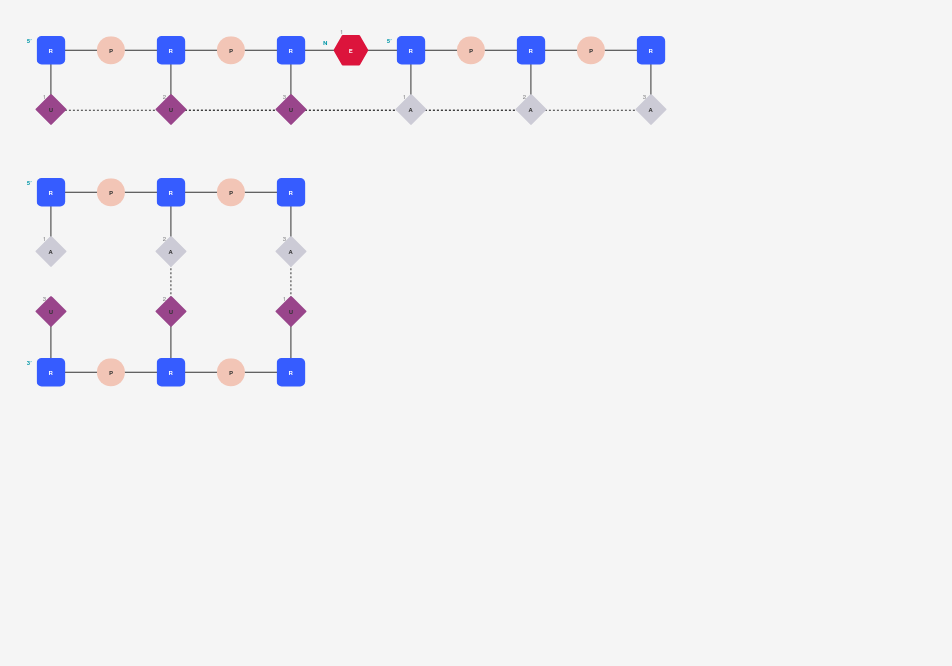 1
5' R P R P R N E 5' R P R P R
1 2 3 1 2 3
U U U A A A
5' R P R P R
1 2 3
A A A
3 2 1
U U U
3' R P R P R